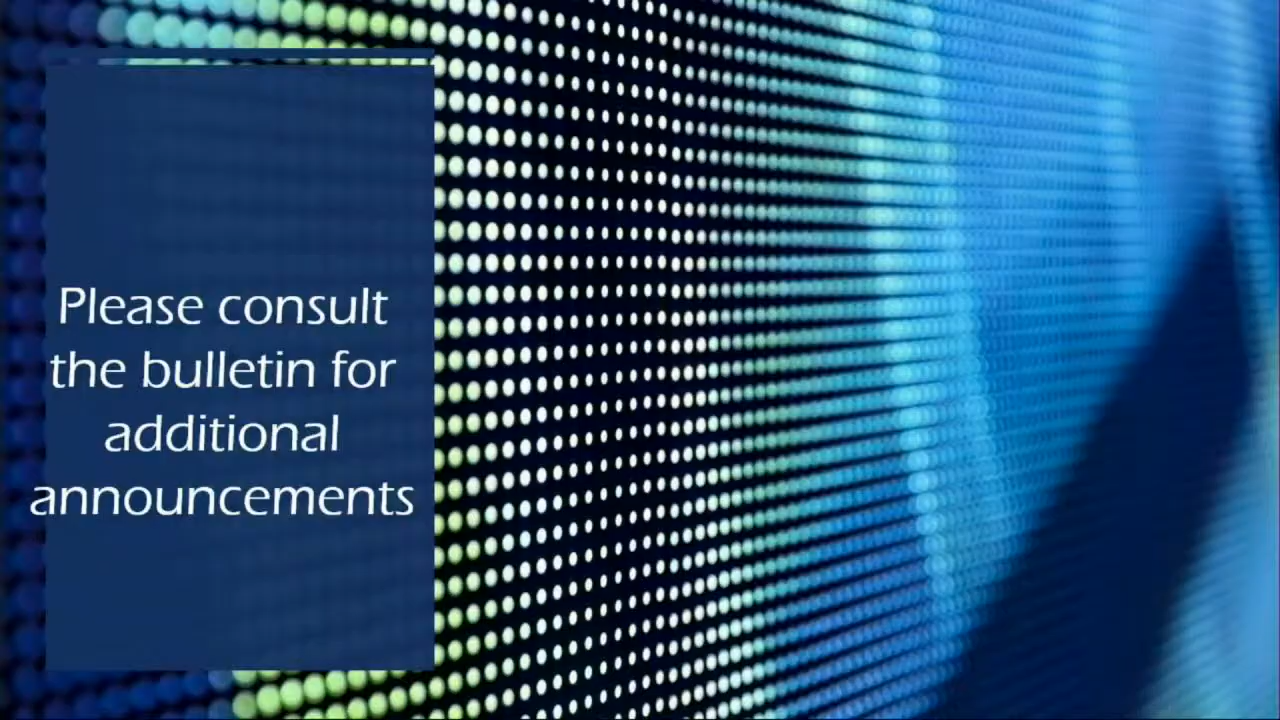 Please consult
the bulletin for
additional
announcements